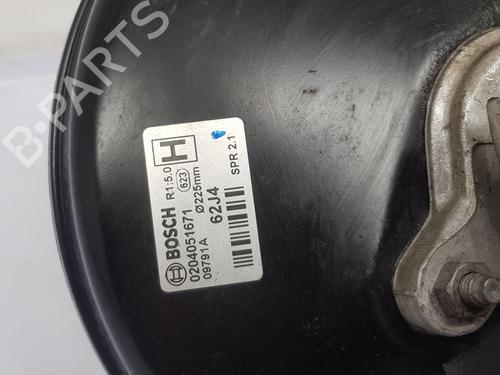 B-PARTS
BOSCH R1:5.0 H
0204051671 623
09791A Ø225mm
62J4
SPR 2.1